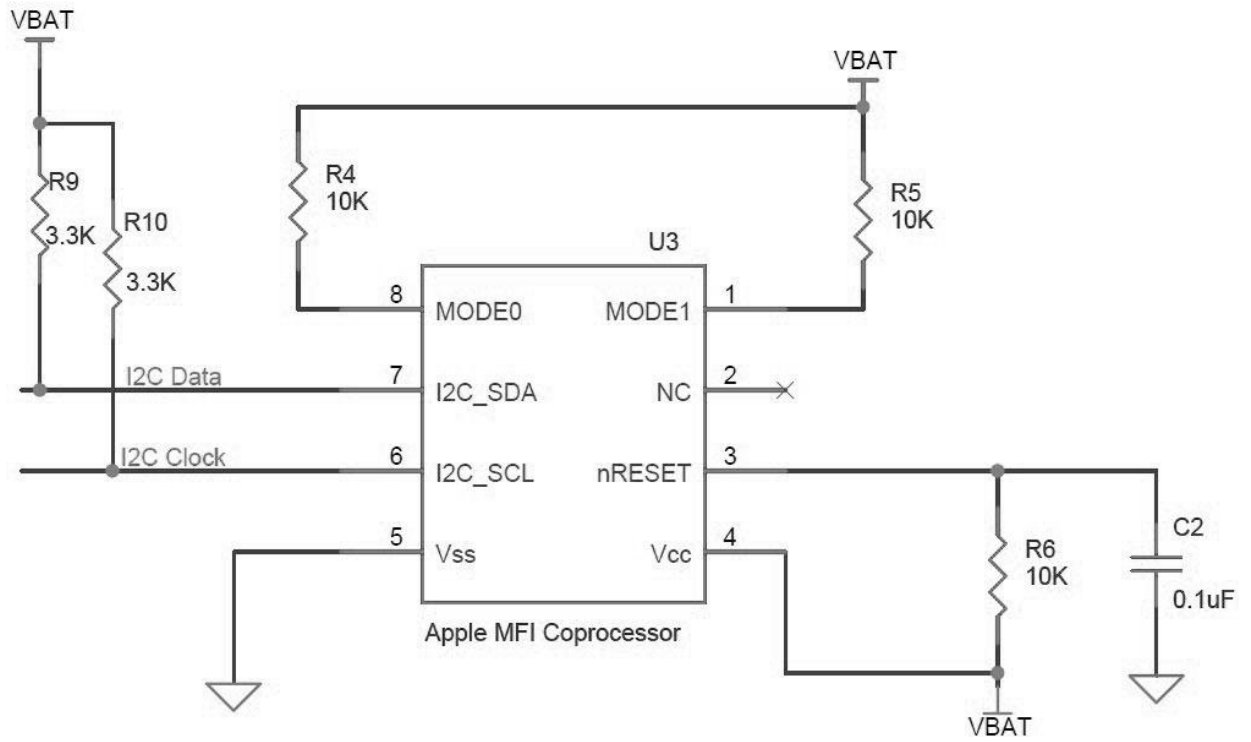 VBAT
VBAT
R9
3.3K
R10
3.3K
R4
10K
R5
10K
U3
8
MODE0
MODE1
1
I2C Data
7
I2C_SDA
NC
2
I2C Clock
6
I2C_SCL
nRESET
3
5
Vss
Vcc
4
R6
10K
C2
0.1uF
Apple MFI Coprocessor
VBAT